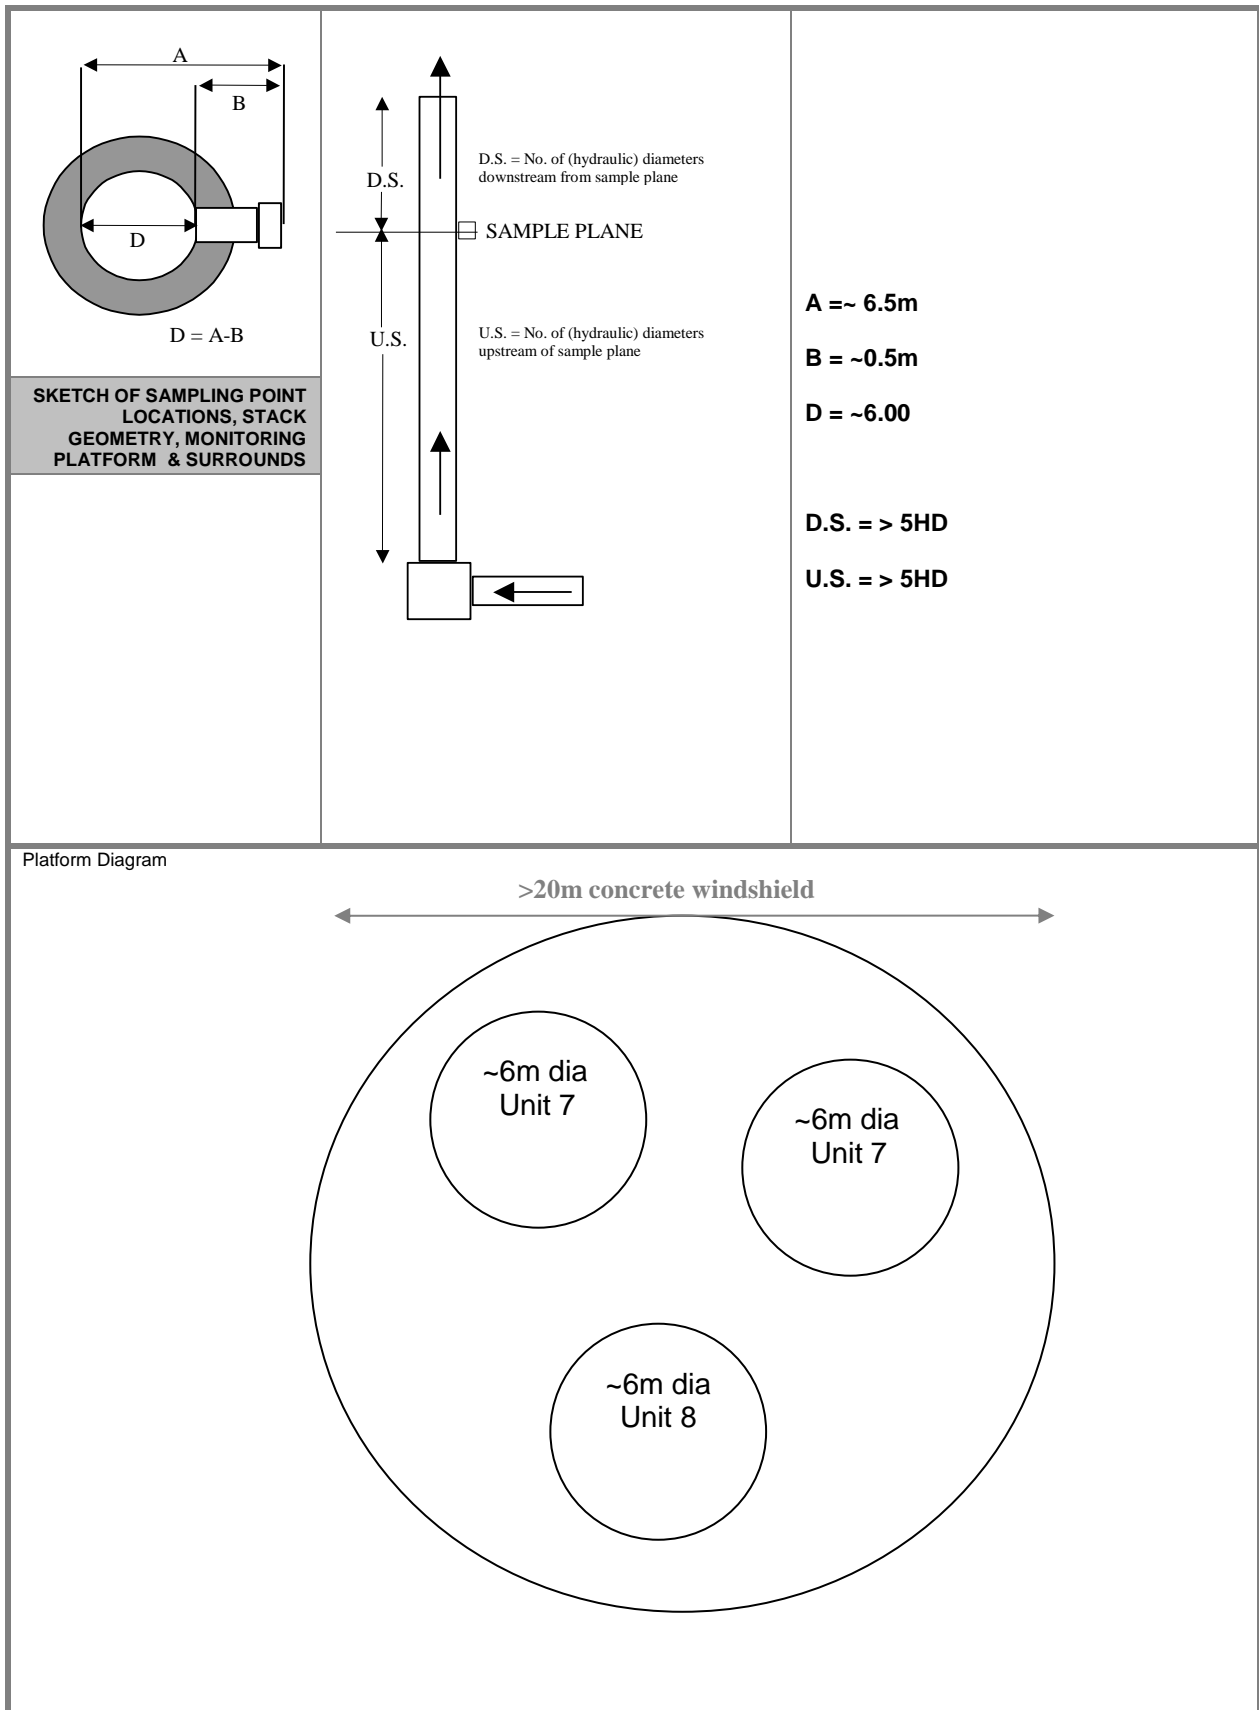 A
B
D
D = A-B
SKETCH OF SAMPLING POINT
LOCATIONS, STACK
GEOMETRY, MONITORING
PLATFORM & SURROUNDS
D.S.
D.S. = No. of (hydraulic) diameters
downstream from sample plane
SAMPLE PLANE
U.S.
U.S. = No. of (hydraulic) diameters
upstream of sample plane
A =~ 6.5m
B = ~0.5m
D = ~6.00
D.S. = > 5HD
U.S. = > 5HD
Platform Diagram
>20m concrete windshield
~6m dia
Unit 7
~6m dia
Unit 7
~6m dia
Unit 8